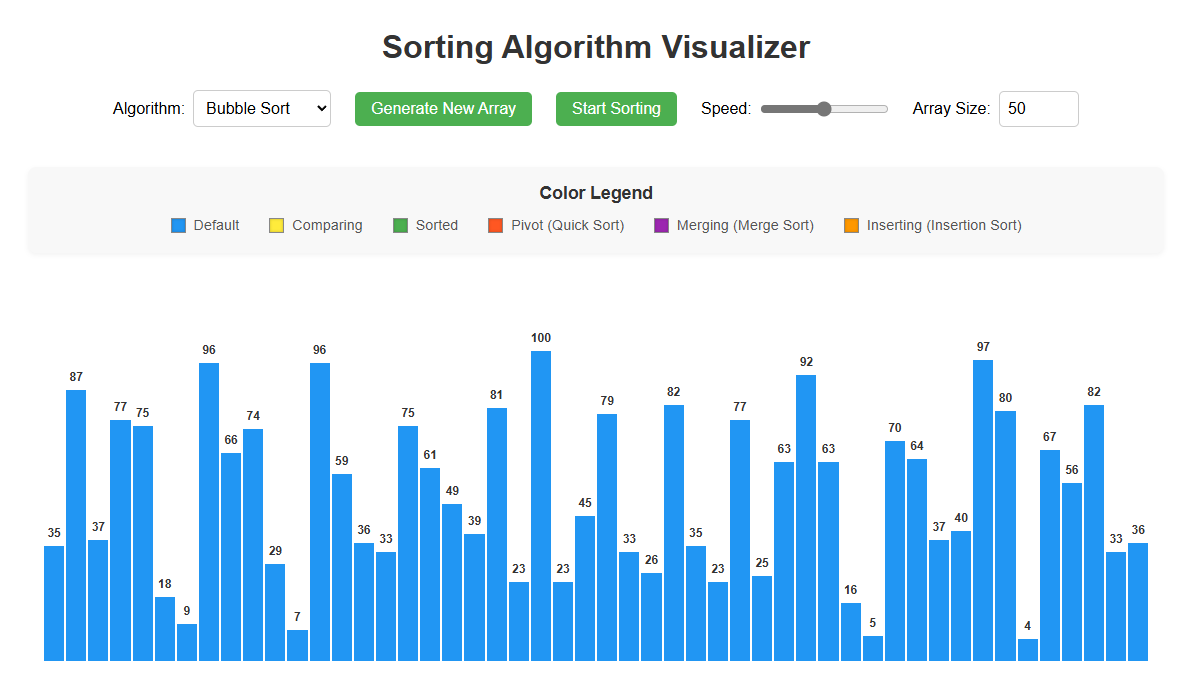 Sorting Algorithm Visualizer
Algorithm: Bubble Sort Generate New Array Start Sorting Speed: Array Size: 50
Color Legend
Default Comparing Sorted Pivot (Quick Sort) Merging (Merge Sort) Inserting (Insertion Sort)
35 87 37 77 75 18 9 96 66 74 29 7 96 59 36 33 75 61 49 39 81 23 100 23 45 79 33 26 82 35 23 77 25 63 92 63 16 5 70 64 37 40 97 80 4 67 56 82 33 36